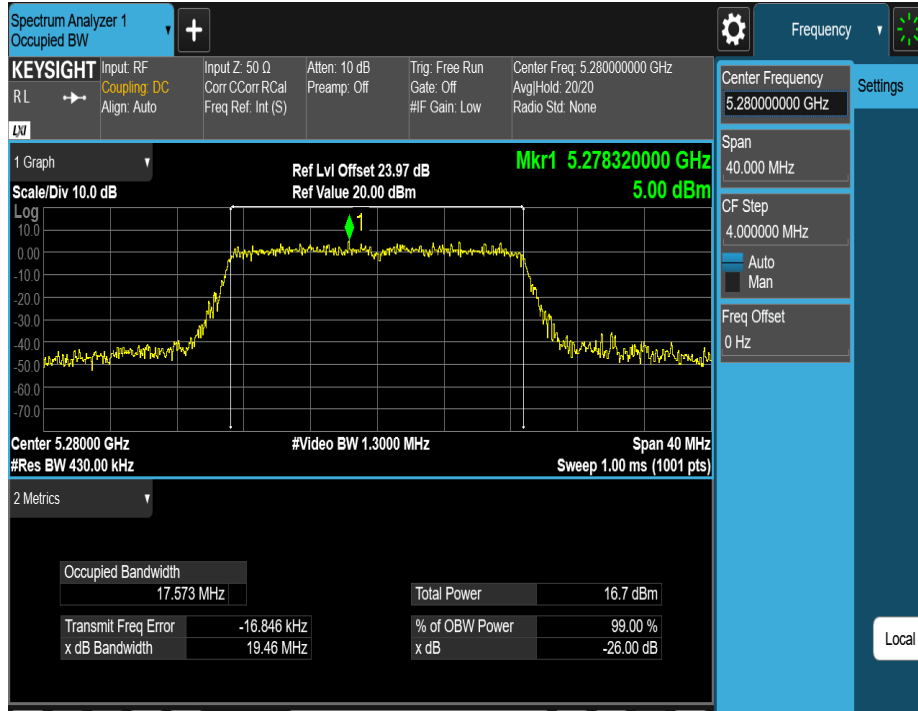 Spectrum Analyzer 1
Occupied BW
+
Frequency
KEYSIGHT
R L
LXI
Input: RF
Coupling: DC
Align: Auto
Input Z: 50 Ω
Corr CCorr RCal
Freq Ref: Int (S)
Atten: 10 dB
Preamp: Off
Trig: Free Run
Gate: Off
#IF Gain: Low
Center Freq: 5.280000000 GHz
Avg|Hold: 20/20
Radio Std: None
Center Frequency
5.280000000 GHz
Settings
Span
40.000 MHz
CF Step
4.000000 MHz
Auto
Man
Freq Offset
0 Hz
Local
1 Graph
Scale/Div 10.0 dB
Ref Lvl Offset 23.97 dB
Ref Value 20.00 dBm
Mkr1 5.278320000 GHz
5.00 dBm
Log
1
10.0
0.00
-10.0
-20.0
-30.0
-40.0
-50.0
-60.0
-70.0
Center 5.28000 GHz
#Video BW 1.3000 MHz
Span 40 MHz
#Res BW 430.00 kHz
Sweep 1.00 ms (1001 pts)
2 Metrics
Occupied Bandwidth
17.573 MHz
Total Power 16.7 dBm
Transmit Freq Error -16.846 kHz
% of OBW Power 99.00 %
x dB Bandwidth 19.46 MHz
x dB -26.00 dB